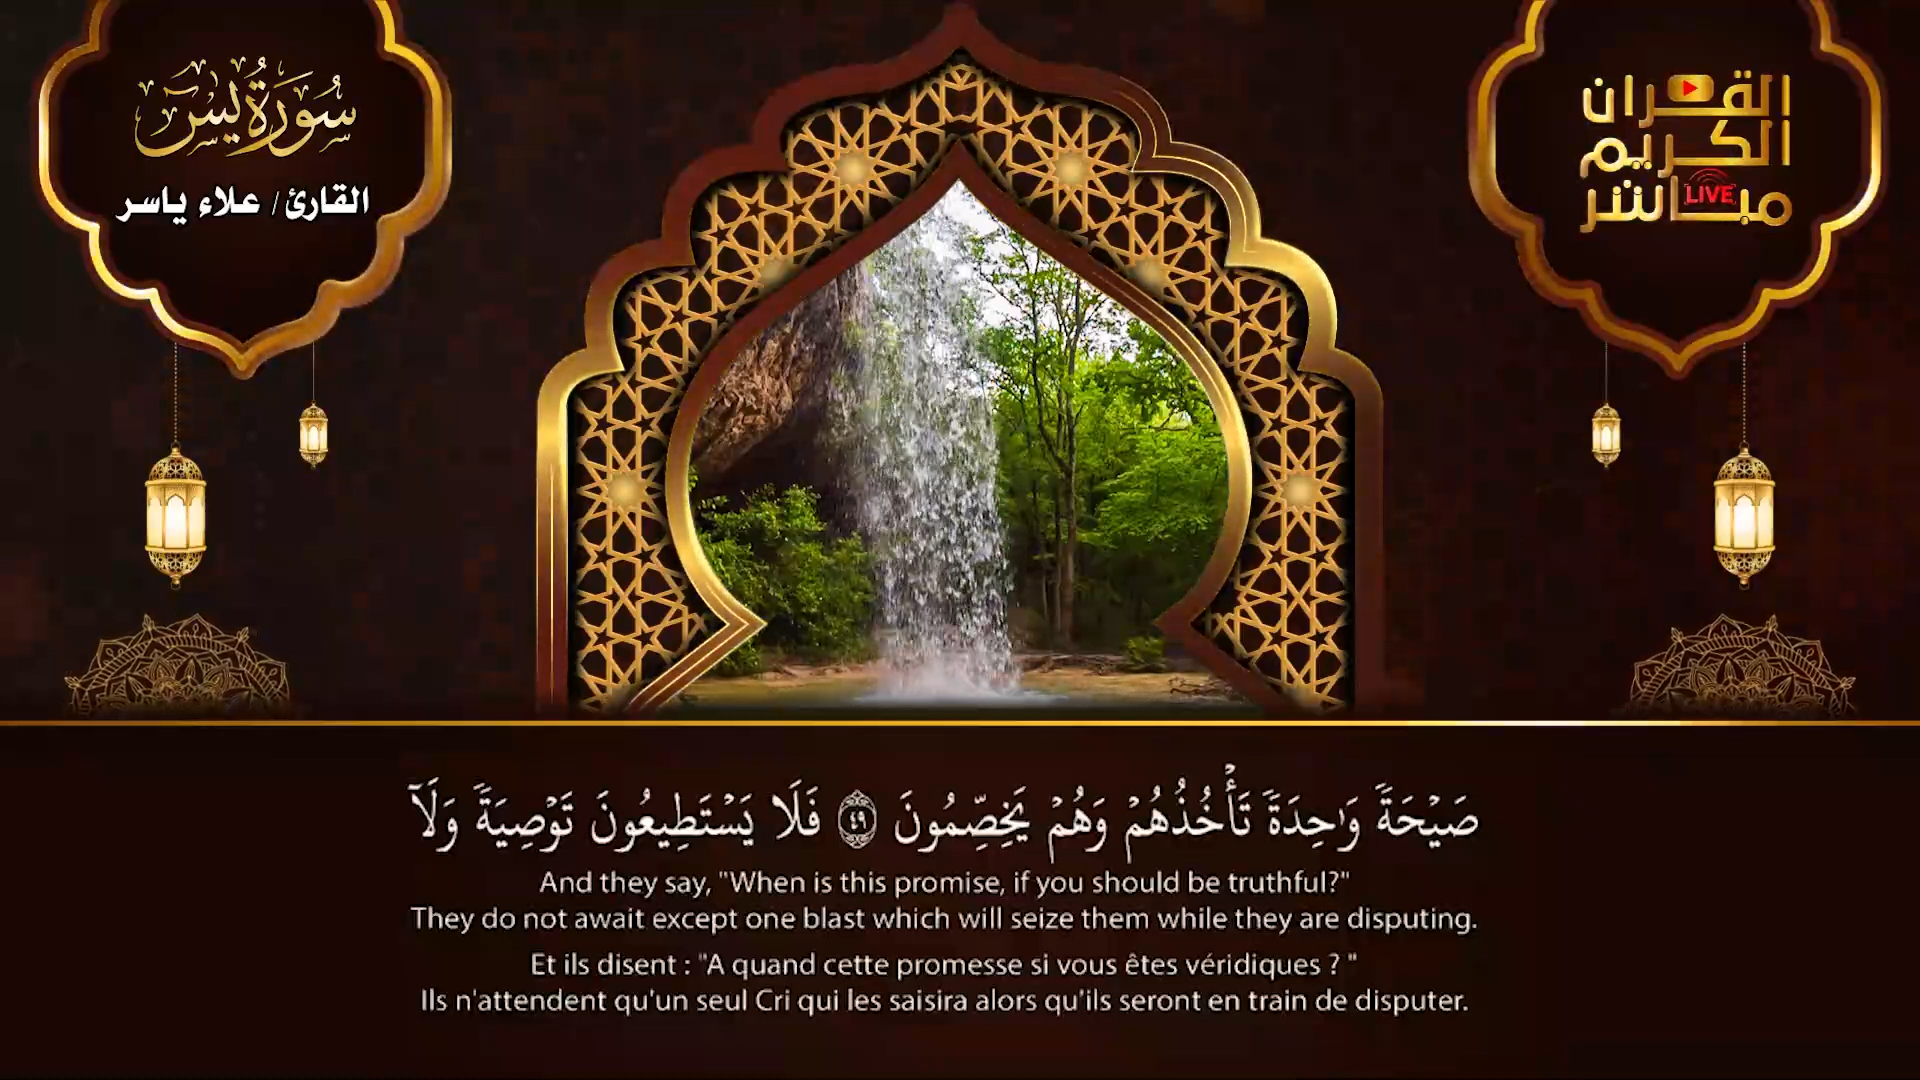 سُورَةُ يسٓ
القارئ / علاء ياسر
القران
الكريم
مباشر
LIVE
صَيْحَةً وَٰحِدَةً تَأْخُذُهُمْ وَهُمْ يَخِصِّمُونَ ٤٩ فَلَا يَسْتَطِيعُونَ تَوْصِيَةً وَلَآ
And they say, "When is this promise, if you should be truthful?"
They do not await except one blast which will seize them while they are disputing.
Et ils disent : "A quand cette promesse si vous êtes véridiques ? "
Ils n'attendent qu'un seul Cri qui les saisira alors qu'ils seront en train de disputer.